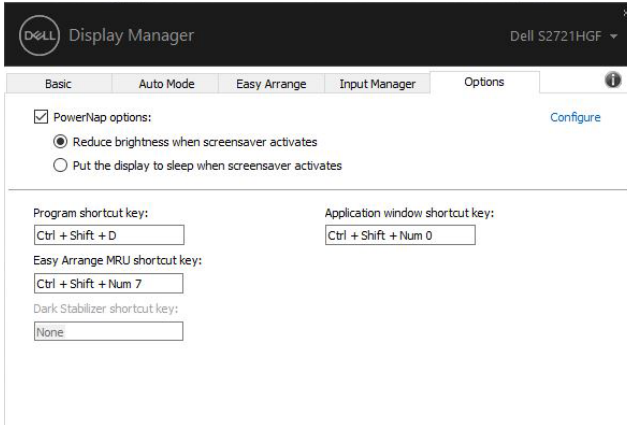 DELL Display Manager
Dell S2721HGF
Basic Auto Mode Easy Arrange Input Manager Options
PowerNap options: Configure
Reduce brightness when screensaver activates
Put the display to sleep when screensaver activates
Program shortcut key: Application window shortcut key:
Ctrl + Shift + D Ctrl + Shift + Num 0
Easy Arrange MRU shortcut key:
Ctrl + Shift + Num 7
Dark Stabilizer shortcut key:
None